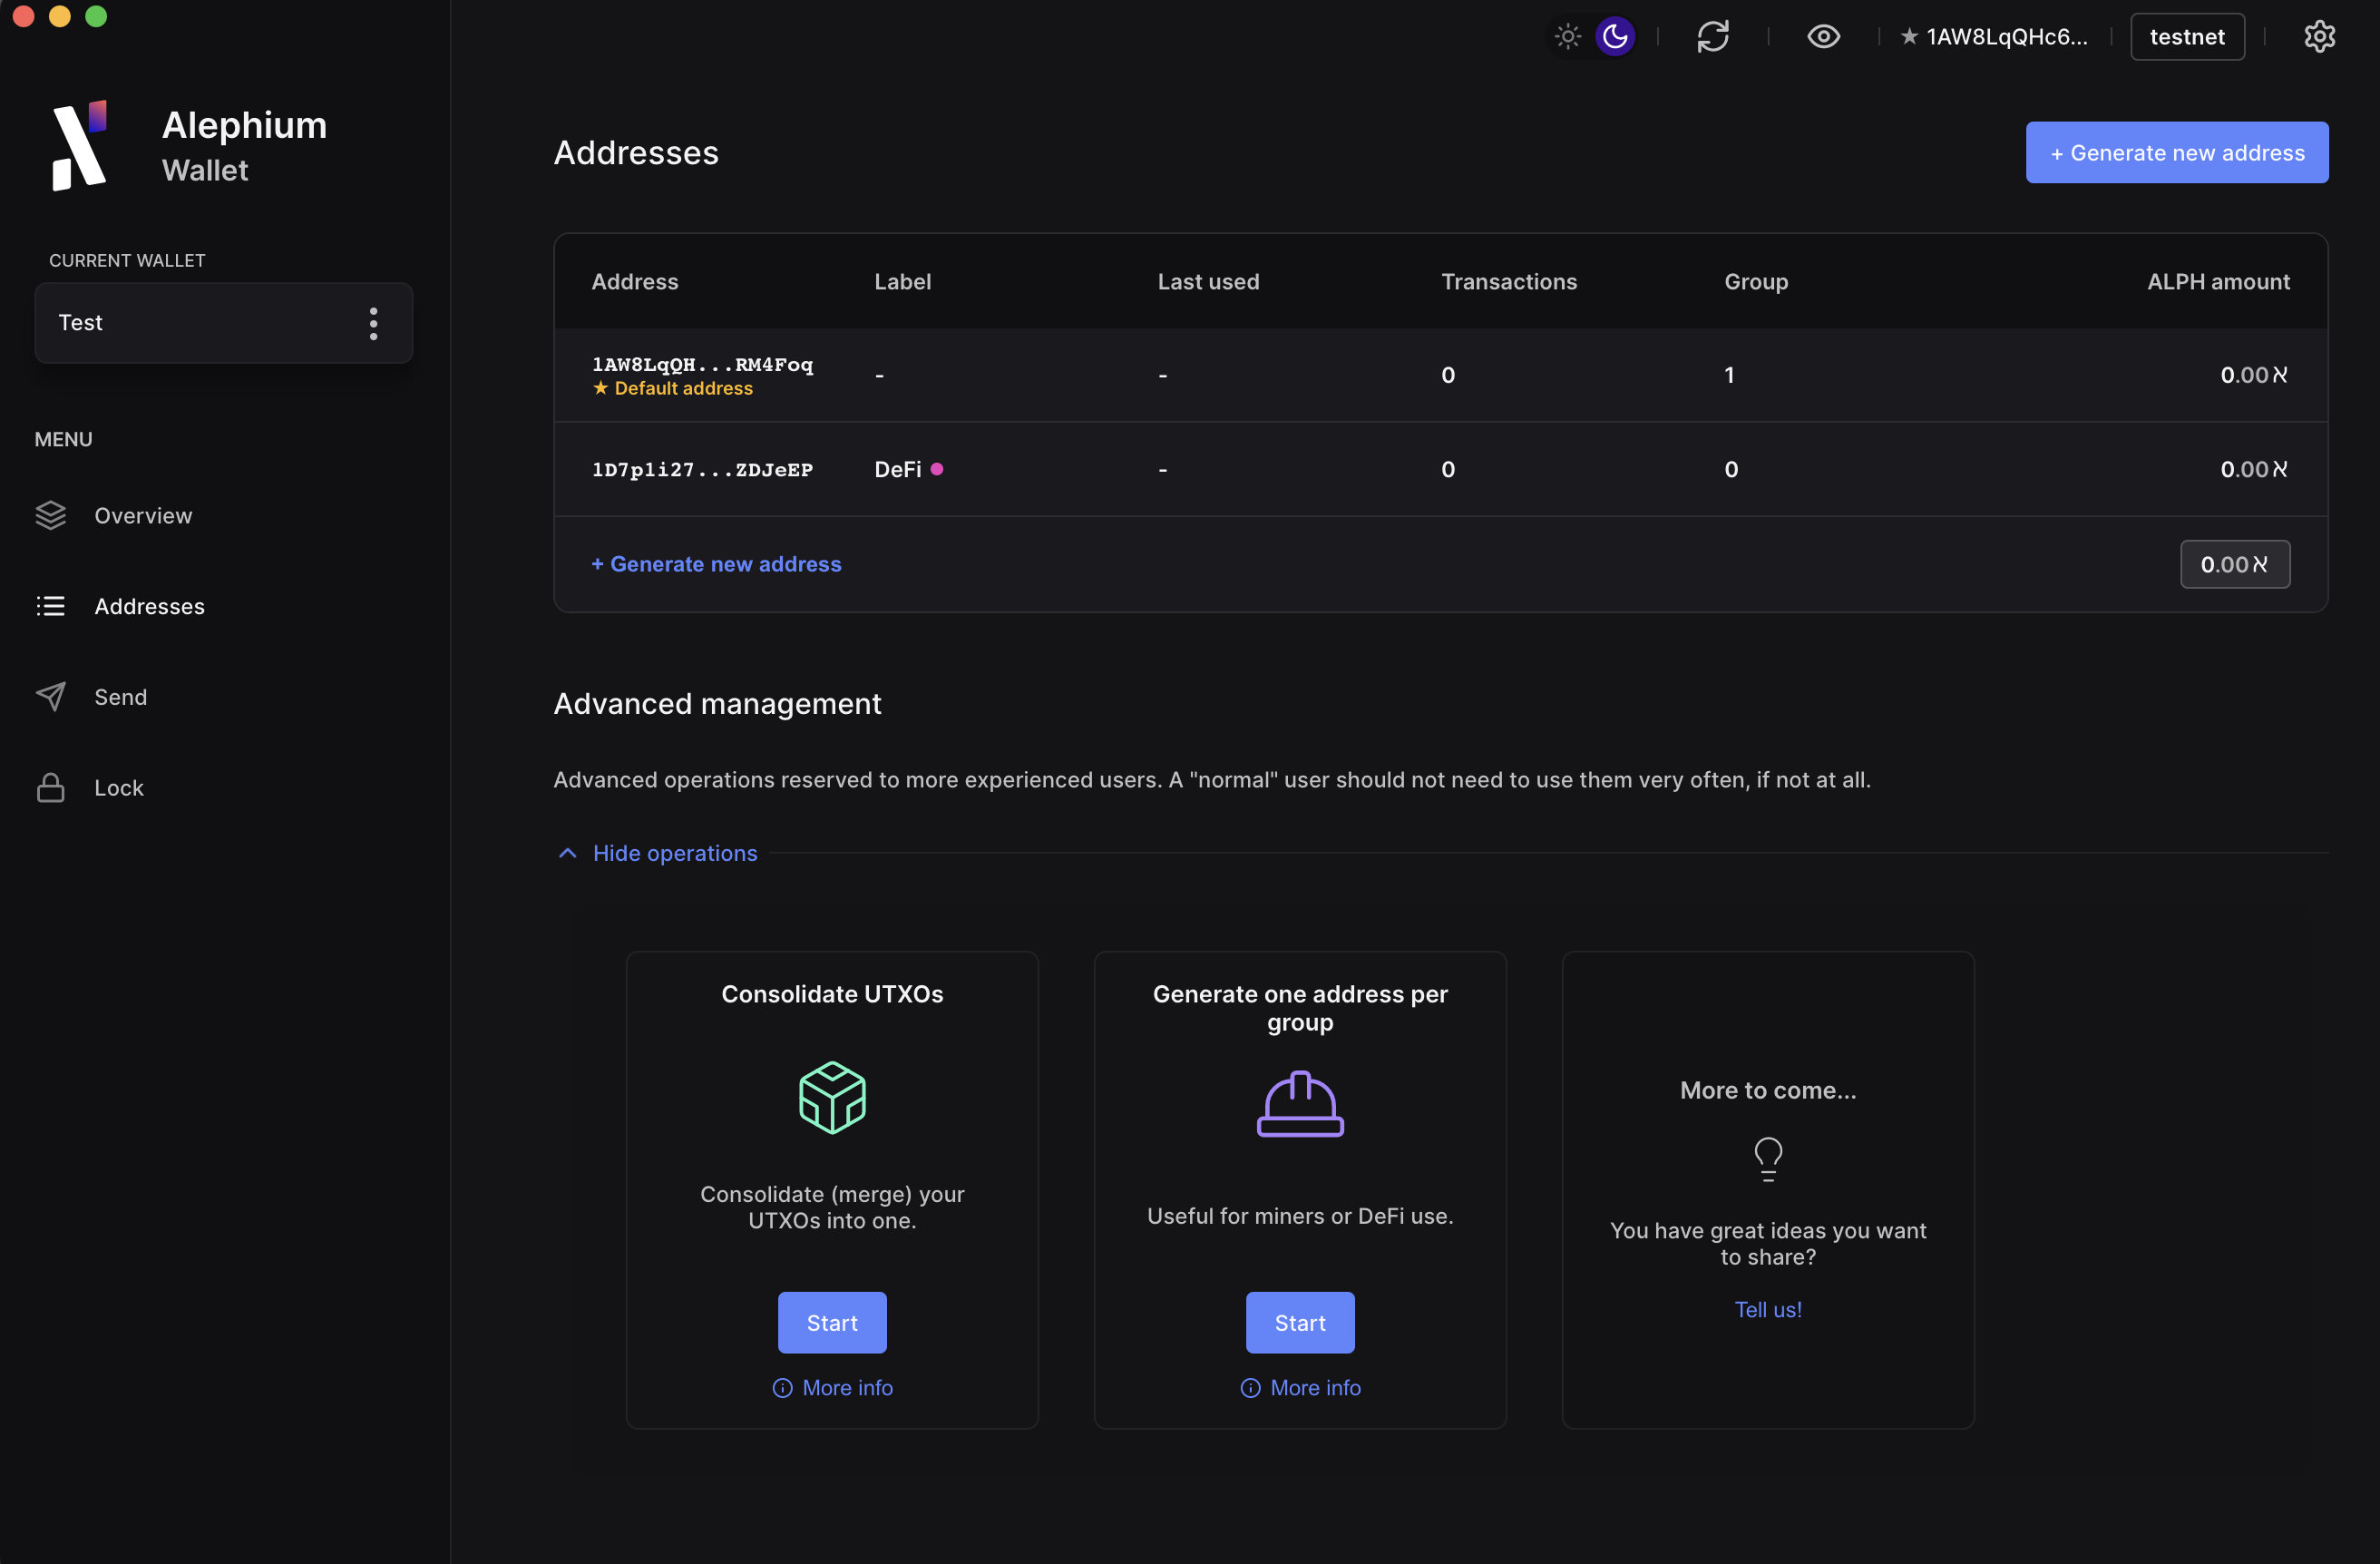 1AW8LqQHc6...
testnet
Alephium
Wallet
CURRENT WALLET
Test
MENU
Overview
Addresses
Send
Lock
Addresses
+ Generate new address
Address Label Last used Transactions Group ALPH amount
1AW8LqQH...RM4Foq - - 0 1 0.00ℵ
★ Default address
1D7p1i27...ZDJeEP DeFi - 0 0 0.00ℵ
+ Generate new address 0.00ℵ
Advanced management
Advanced operations reserved to more experienced users. A "normal" user should not need to use them very often, if not at all.
Hide operations
Consolidate UTXOs
Consolidate (merge) your
UTXOs into one.
Start
More info
Generate one address per
group
Useful for miners or DeFi use.
Start
More info
More to come...
You have great ideas you want
to share?
Tell us!